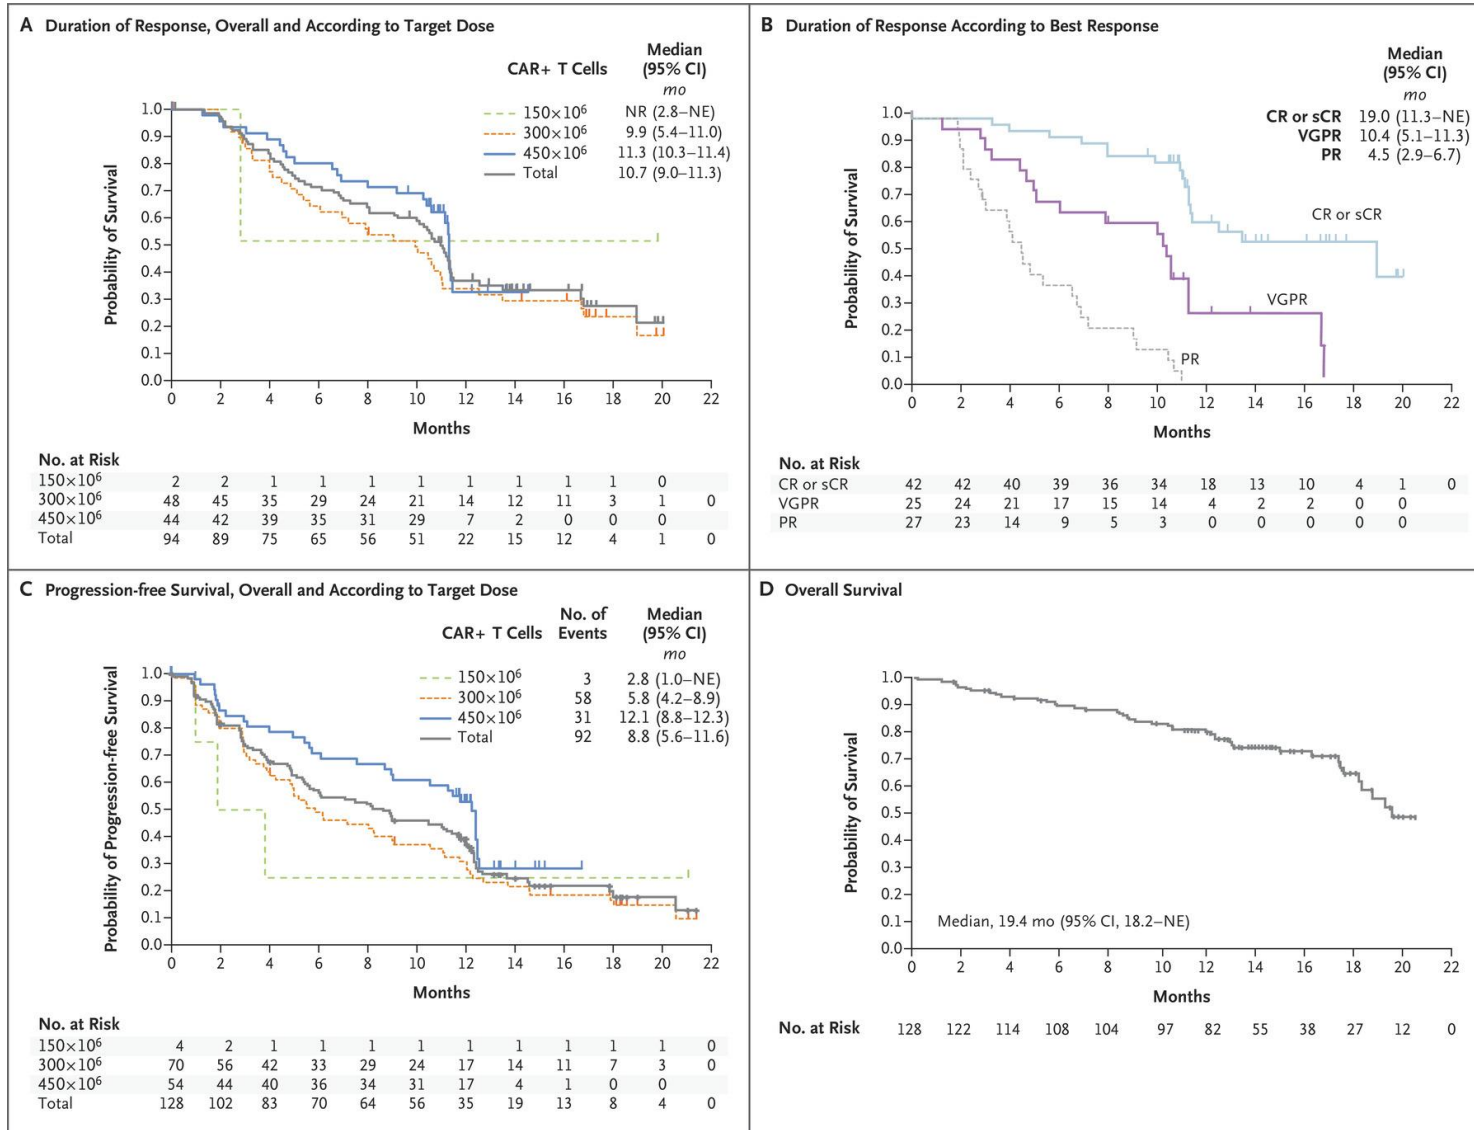 A Duration of Response, Overall and According to Target Dose
CAR+ T Cells
Median
(95% CI)
mo
150×10⁶ NR (2.8–NE)
300×10⁶ 9.9 (5.4–11.0)
450×10⁶ 11.3 (10.3–11.4)
Total 10.7 (9.0–11.3)
Probability of Survival
1.0
0.9
0.8
0.7
0.6
0.5
0.4
0.3
0.2
0.1
0.0
0 2 4 6 8 10 12 14 16 18 20 22
Months
No. at Risk
150×10⁶ 2 2 1 1 1 1 1 1 1 1 0
300×10⁶ 48 45 35 29 24 21 14 12 11 3 1 0
450×10⁶ 44 42 39 35 31 29 7 2 0 0 0
Total 94 89 75 65 56 51 22 15 12 4 1 0
B Duration of Response According to Best Response
Median
(95% CI)
mo
CR or sCR 19.0 (11.3–NE)
VGPR 10.4 (5.1–11.3)
PR 4.5 (2.9–6.7)
Probability of Survival
1.0
0.9
0.8
0.7
0.6
0.5
0.4
0.3
0.2
0.1
0.0
CR or sCR
VGPR
PR
0 2 4 6 8 10 12 14 16 18 20 22
Months
No. at Risk
CR or sCR 42 42 40 39 36 34 18 13 10 4 1 0
VGPR 25 24 21 17 15 14 4 2 2 0 0
PR 27 23 14 9 5 3 0 0 0 0 0
C Progression-free Survival, Overall and According to Target Dose
CAR+ T Cells
No. of
Events
Median
(95% CI)
mo
150×10⁶ 3 2.8 (1.0–NE)
300×10⁶ 58 5.8 (4.2–8.9)
450×10⁶ 31 12.1 (8.8–12.3)
Total 92 8.8 (5.6–11.6)
Probability of Progression-free Survival
1.0
0.9
0.8
0.7
0.6
0.5
0.4
0.3
0.2
0.1
0.0
0 2 4 6 8 10 12 14 16 18 20 22
Months
No. at Risk
150×10⁶ 4 2 1 1 1 1 1 1 1 1 1 0
300×10⁶ 70 56 42 33 29 24 17 14 11 7 3 0
450×10⁶ 54 44 40 36 34 31 17 4 1 0 0
Total 128 102 83 70 64 56 35 19 13 8 4 0
D Overall Survival
Probability of Survival
1.0
0.9
0.8
0.7
0.6
0.5
0.4
0.3
0.2
0.1
0.0
Median, 19.4 mo (95% CI, 18.2–NE)
0 2 4 6 8 10 12 14 16 18 20 22
Months
No. at Risk 128 122 114 108 104 97 82 55 38 27 12 0